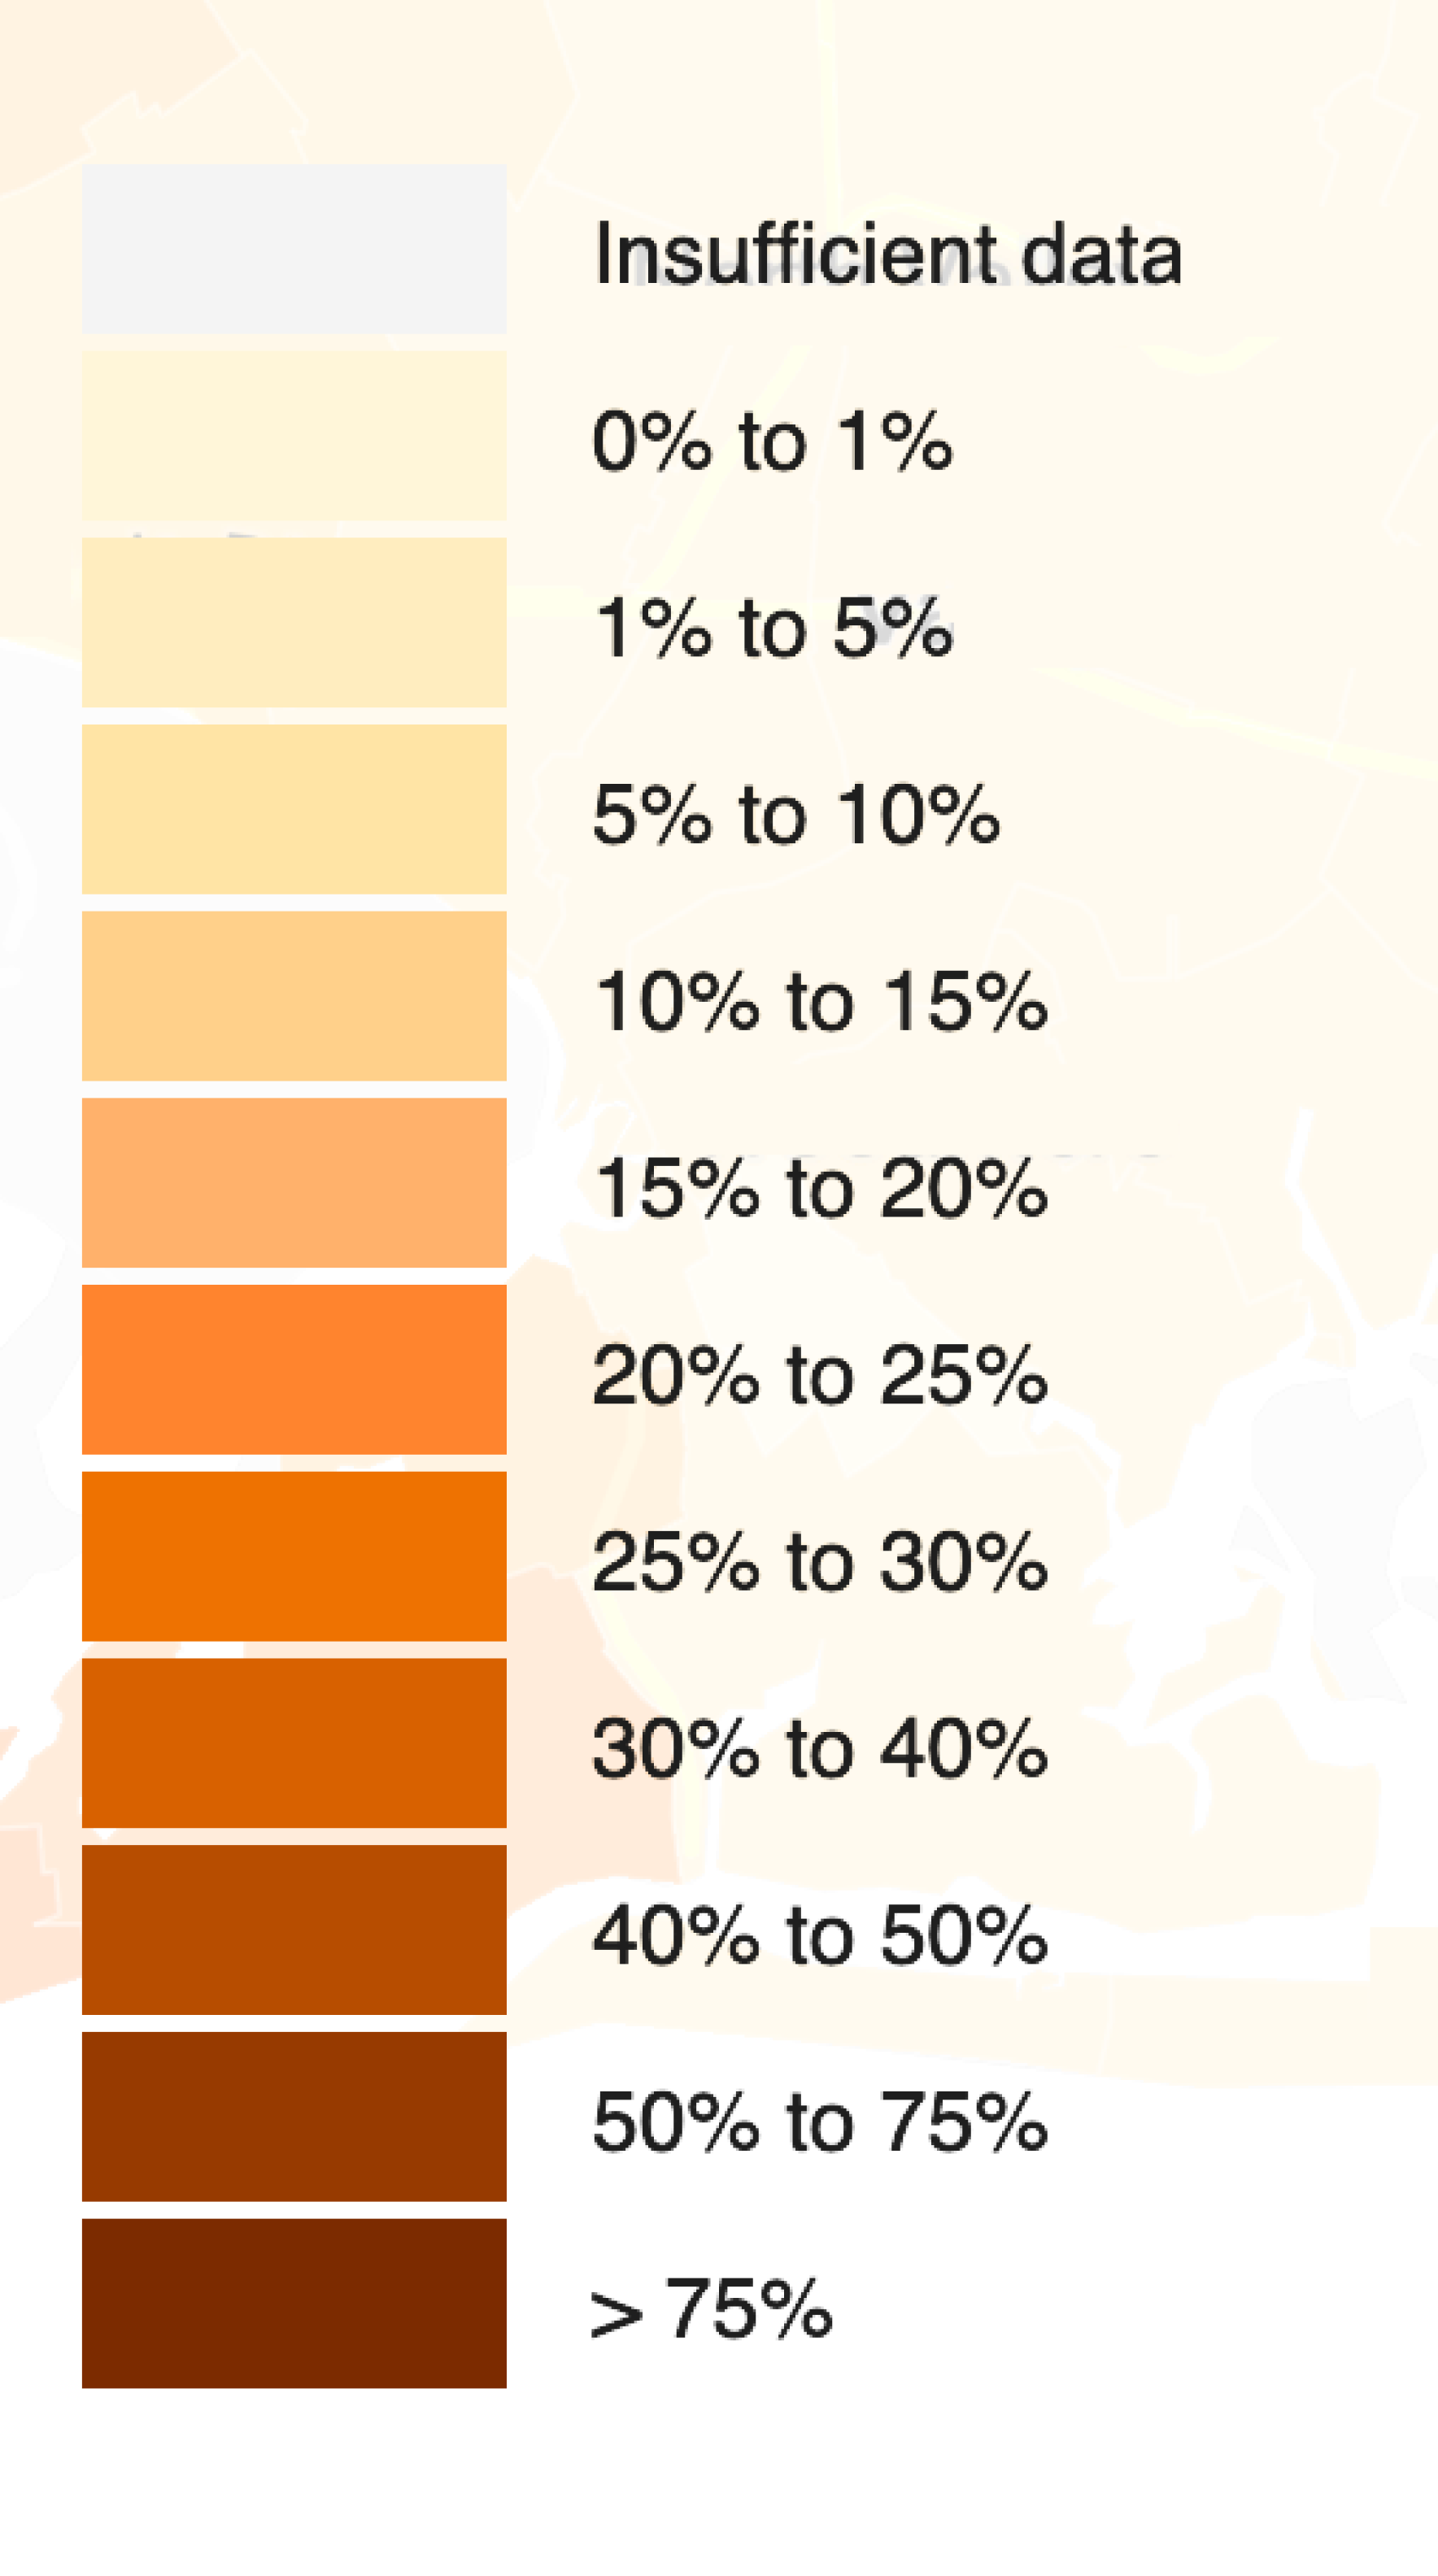 Insufficient data
0% to 1%
1% to 5%
5% to 10%
10% to 15%
15% to 20%
20% to 25%
25% to 30%
30% to 40%
40% to 50%
50% to 75%
> 75%